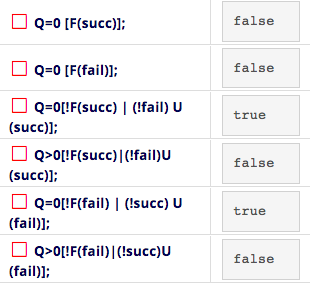 Q=0 [F(succ)]; false
Q=0 [F(fail)]; false
Q=0[!F(succ) | (!fail) U true
(succ)];
Q>0[!F(succ)|(!fail)U false
(succ)];
Q=0[!F(fail) | (!succ) U true
(fail)];
Q>0[!F(fail)|(!succ)U false
(fail)];